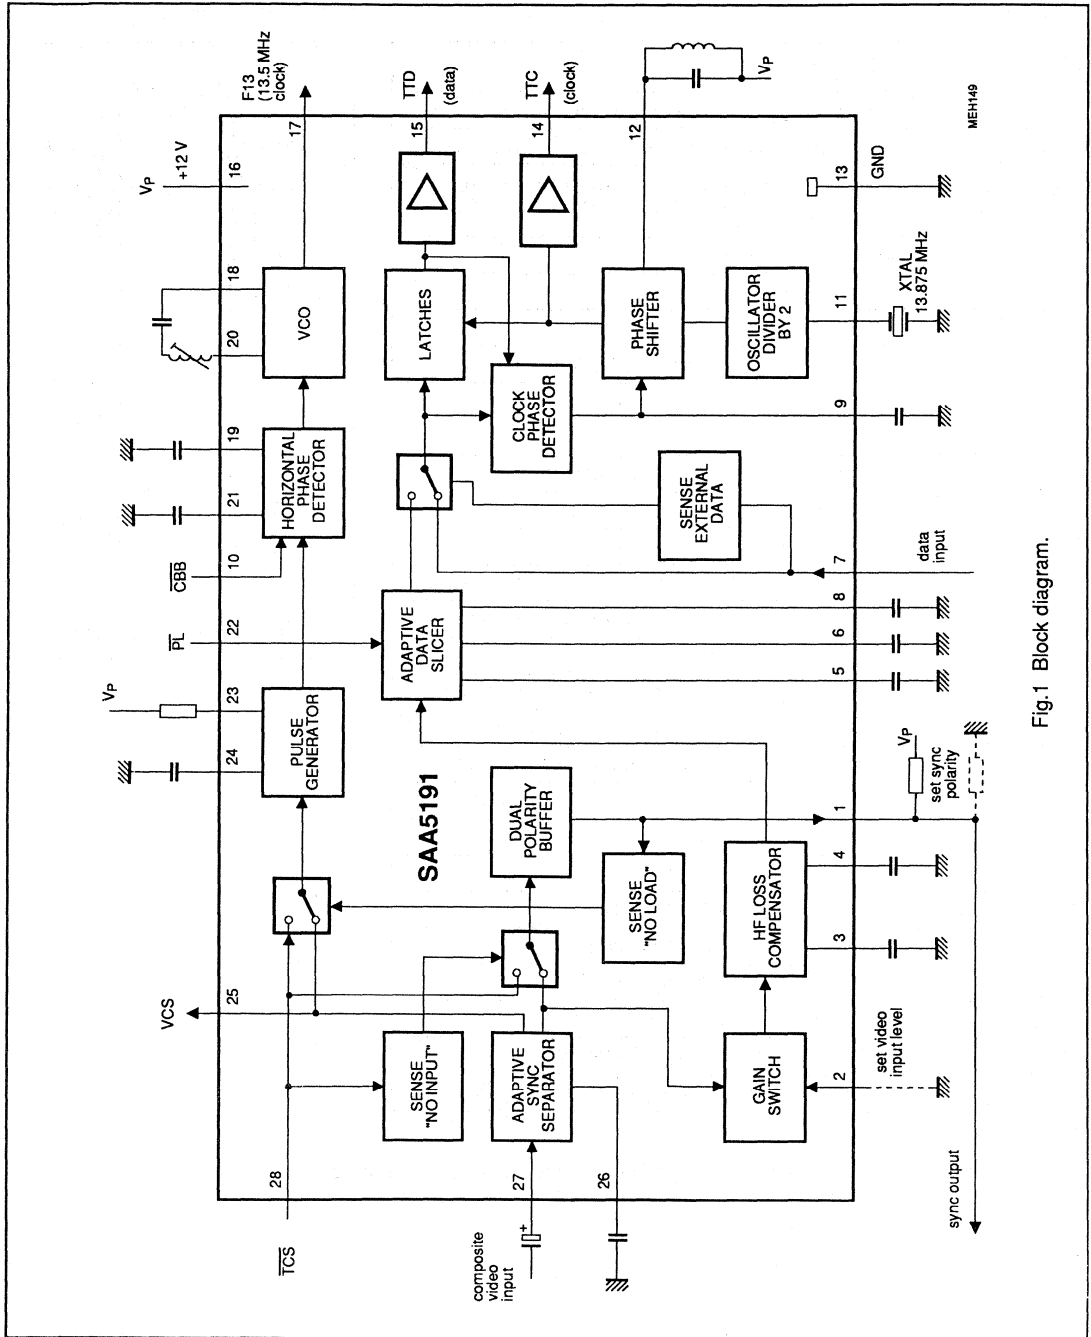 F13
(13.5 MHz
clock)
TTD
(data)
TTC
(clock)
VP
MEH149
17
15
14
12
VP
+12 V
16
13
GND
18
20
VCO
LATCHES
PHASE
SHIFTER
OSCILLATOR
DIVIDER
BY 2
11
XTAL
13.875 MHz
19
21
HORIZONTAL
PHASE
DETECTOR
CLOCK
PHASE
DETECTOR
9
CBB
10
SENSE
EXTERNAL
DATA
7
data
input
PL
22
ADAPTIVE
DATA
SLICER
8
6
5
VP
23
24
PULSE
GENERATOR
SAA5191
DUAL
POLARITY
BUFFER
1
VP
set sync
polarity
SENSE
"NO LOAD"
HF LOSS
COMPENSATOR
4
3
VCS
25
SENSE
"NO INPUT"
ADAPTIVE
SYNC
SEPARATOR
GAIN
SWITCH
2
set video
input level
28
27
26
TCS
composite
video
input
+
sync output
Fig.1 Block diagram.